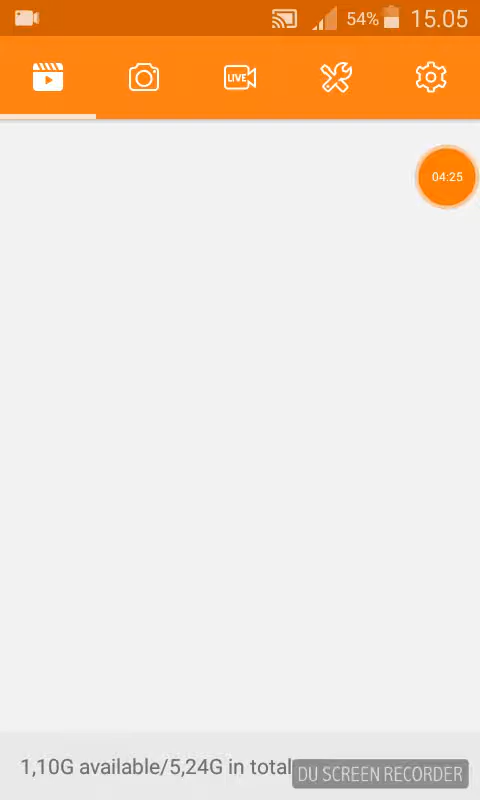 54% 15.05
LIVE
04:25
1,10G available/5,24G in total
DU SCREEN RECORDER